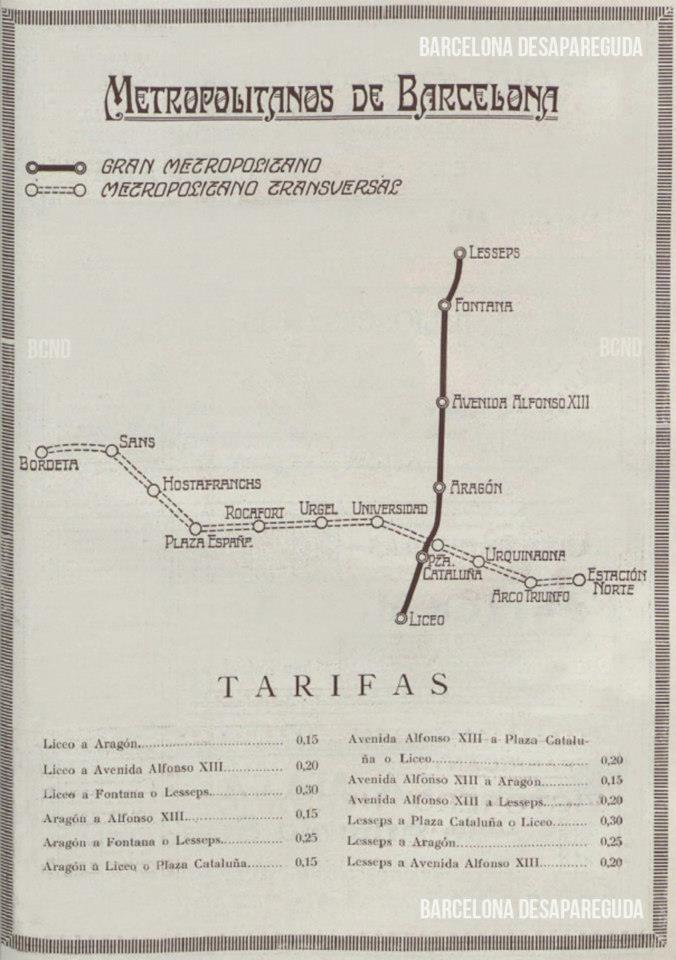 BARCELONA DESAPAREGUDA
METROPOLITANOS DE BARCELONA
GRAN METROPOLITANO
METROPOLITANO TRANSVERSAL
LESSEPS
FONTANA
BCND
BCND
AVENIDA ALFONSO XIII
SANS
BORDETA
HOSTAFRANCHS
ARAGÓN
ROCAFORT
URGEL
UNIVERSIDAD
PLAZA ESPAÑA
PZA.
CATALUÑA
URQUINAONA
ESTACIÓN
NORTE
ARCO TRIUNFO
LICEO
TARIFAS
Liceo a Aragón 0,15
Liceo a Avenida Alfonso XIII 0,20
Liceo a Fontana o Lesseps 0,30
Aragón a Alfonso XIII 0,15
Aragón a Fontana o Lesseps 0,25
Aragón a Liceo o Plaza Cataluña 0,15
Avenida Alfonso XIII a Plaza Catalu-
ña o Liceo 0,20
Avenida Alfonso XIII a Aragón 0,15
Avenida Alfonso XIII a Lesseps 0,20
Lesseps a Plaza Cataluña o Liceo 0,30
Lesseps a Aragón 0,25
Lesseps a Avenida Alfonso XIII 0,20
BARCELONA DESAPAREGUDA